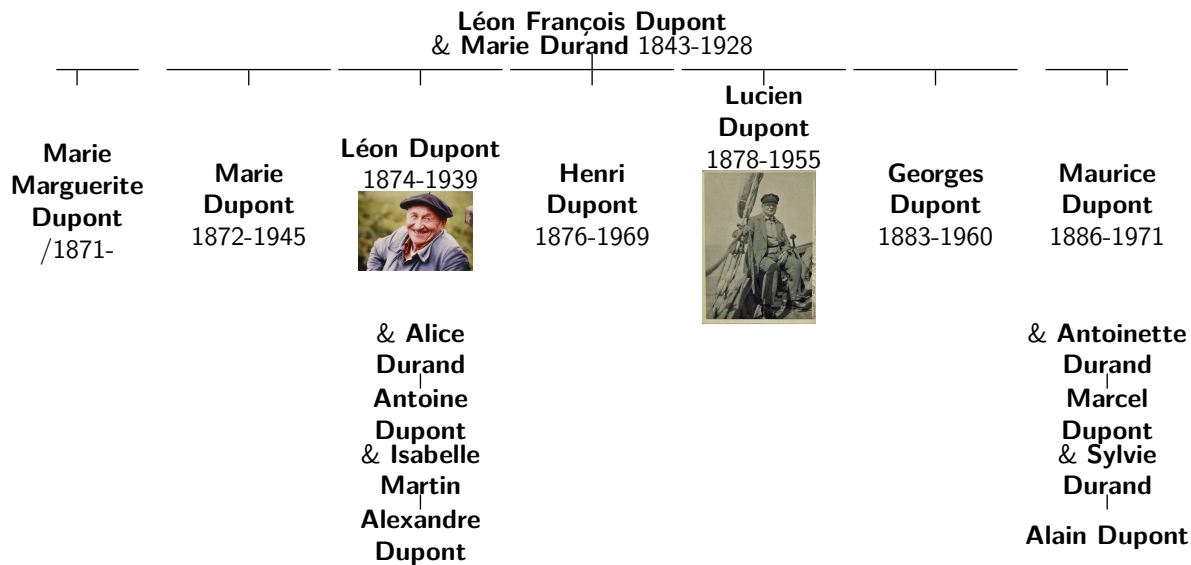 Léon François Dupont
& Marie Durand 1843-1928
Marie
Marguerite
Dupont
/1871-
Marie
Dupont
1872-1945
Léon Dupont
1874-1939
Henri
Dupont
1876-1969
Lucien
Dupont
1878-1955
Georges
Dupont
1883-1960
Maurice
Dupont
1886-1971
& Alice
Durand
Antoine
Dupont
& Isabelle
Martin
Alexandre
Dupont
& Antoinette
Durand
Marcel
Dupont
& Sylvie
Durand
Alain Dupont